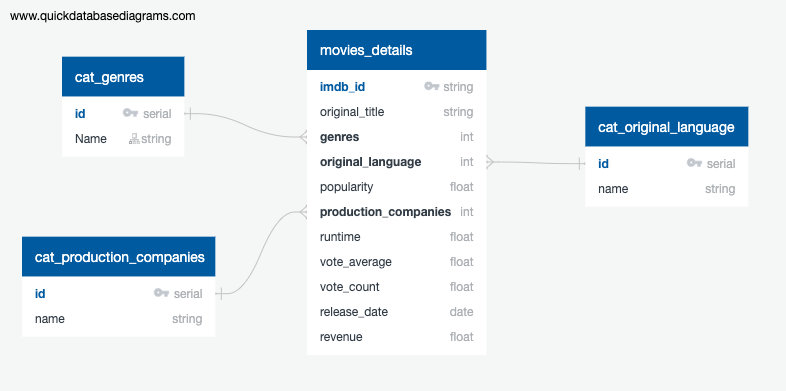 www.quickdatabasediagrams.com
cat_genres
id serial
Name string
movies_details
imdb_id string
original_title string
genres int
original_language int
popularity float
production_companies int
runtime float
vote_average float
vote_count float
release_date date
revenue float
cat_original_language
id serial
name string
cat_production_companies
id serial
name string